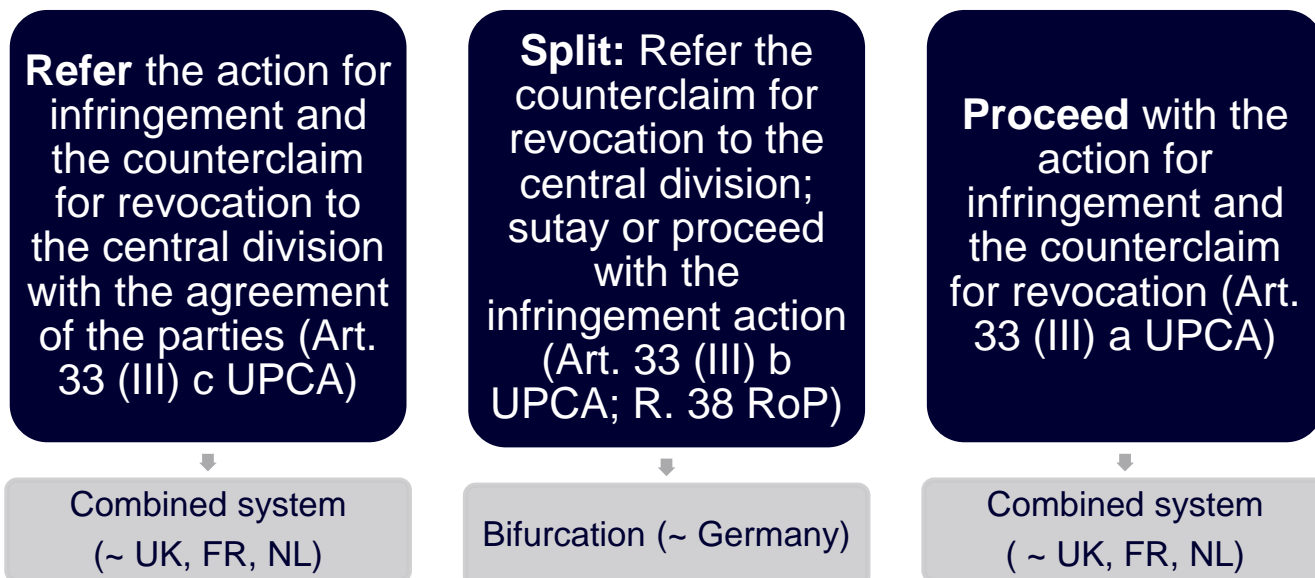 Refer the action for
infringement and
the counterclaim
for revocation to
the central division
with the agreement
of the parties (Art.
33 (III) c UPCA)
Combined system
(~ UK, FR, NL)
Split: Refer the
counterclaim for
revocation to the
central division;
sutay or proceed
with the
infringement action
(Art. 33 (III) b
UPCA; R. 38 RoP)
Bifurcation (~ Germany)
Proceed with the
action for
infringement and
the counterclaim
for revocation (Art.
33 (III) a UPCA)
Combined system
( ~ UK, FR, NL)